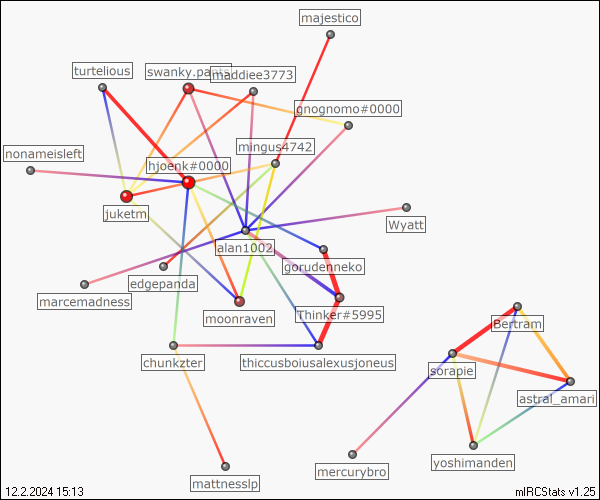 majestico
turtelious
swanky.pants
maddiee3773
gnognomo#0000
mingus4742
nonameisleft
hjoenk#0000
juketm
Wyatt
alan1002
gorudenneko
edgepanda
marcemadness
moonraven
Thinker#5995
Bertram
chunkzter
thiccusboiusalexusjoneus
sorapie
astral_amari
yoshimanden
mercurybro
mattnesslp
12.2.2024 15:13
mIRCStats v1.25